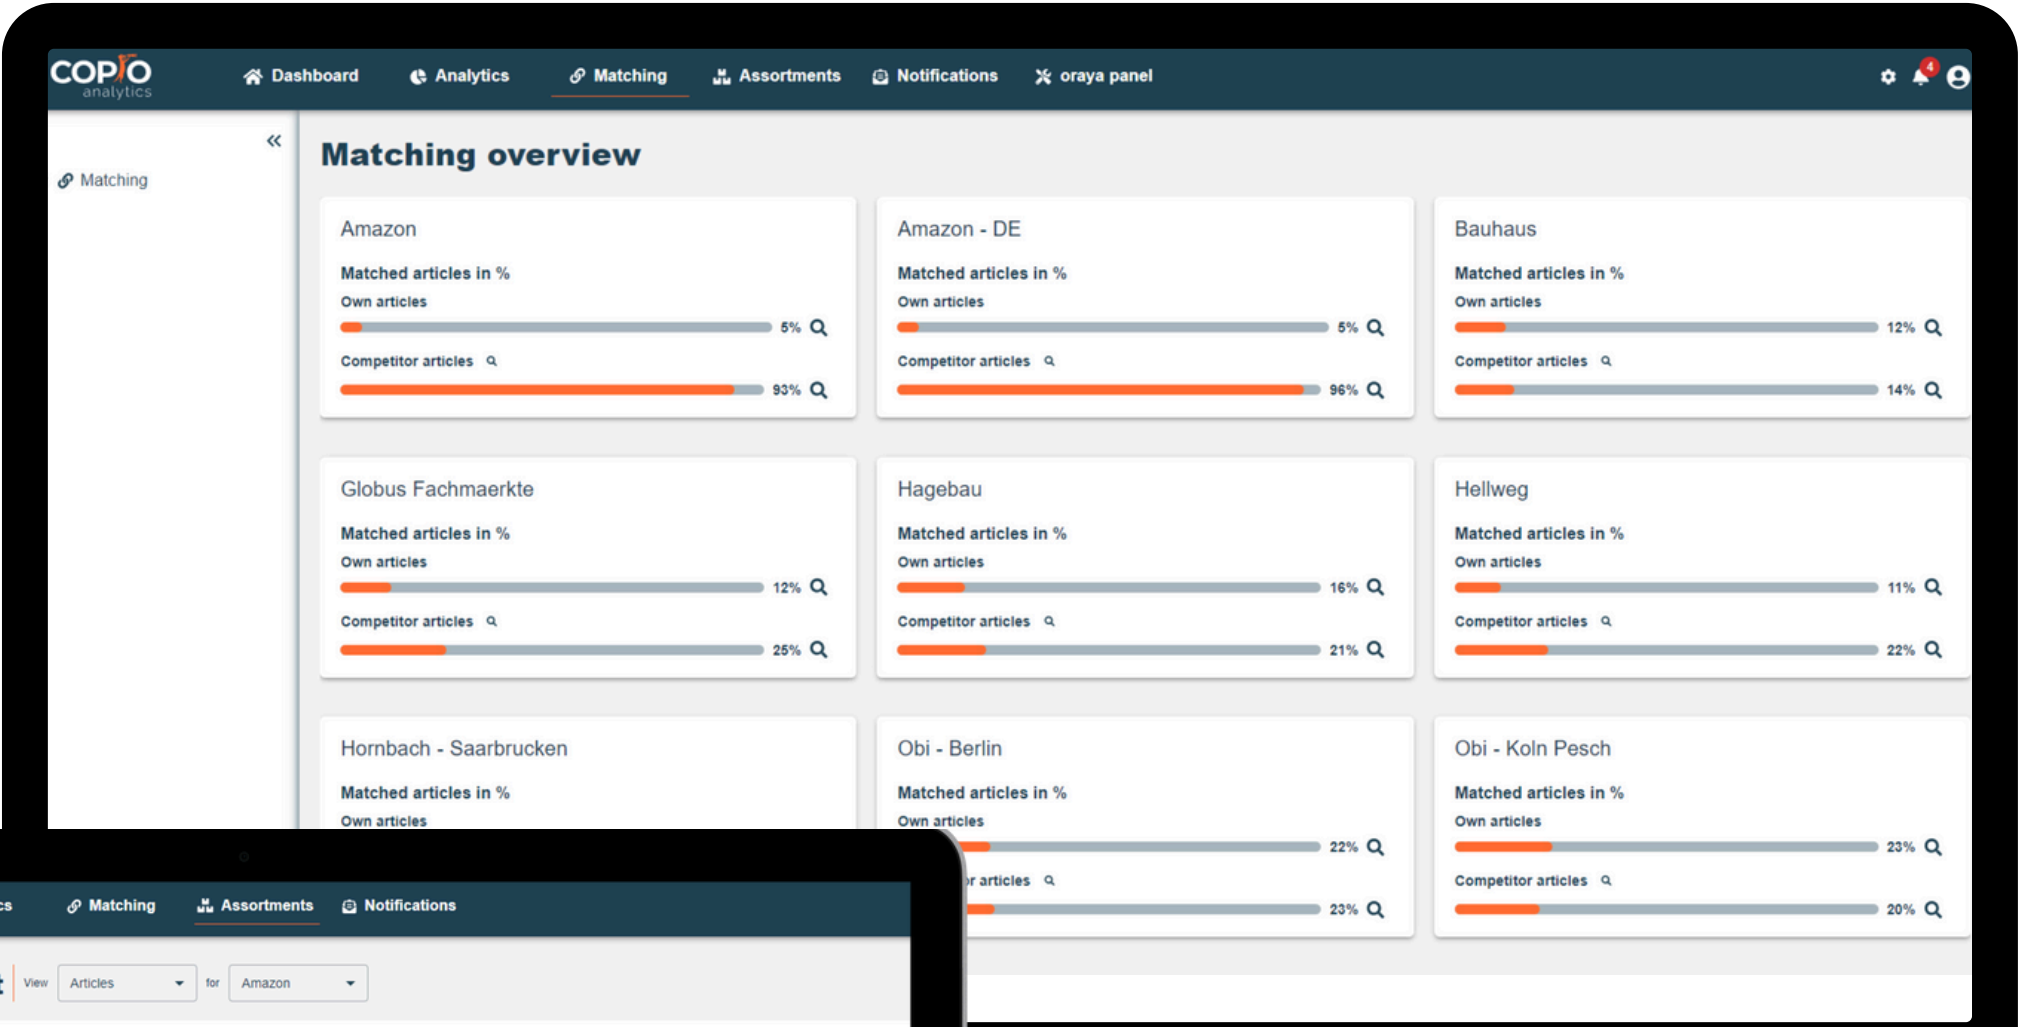 COPIO
analytics
Dashboard Analytics Matching Assortments Notifications oraya panel 4
Matching
Matching overview
Amazon
Matched articles in %
Own articles
5%
Competitor articles
93%
Amazon - DE
Matched articles in %
Own articles
5%
Competitor articles
96%
Bauhaus
Matched articles in %
Own articles
12%
Competitor articles
14%
Globus Fachmaerkte
Matched articles in %
Own articles
12%
Competitor articles
25%
Hagebau
Matched articles in %
Own articles
16%
Competitor articles
21%
Hellweg
Matched articles in %
Own articles
11%
Competitor articles
22%
Hornbach - Saarbrucken
Matched articles in %
Own articles
Obi - Berlin
Matched articles in %
Own articles
22%
r articles
23%
Obi - Koln Pesch
Matched articles in %
Own articles
23%
Competitor articles
20%
cs Matching Assortments Notifications
t View Articles for Amazon